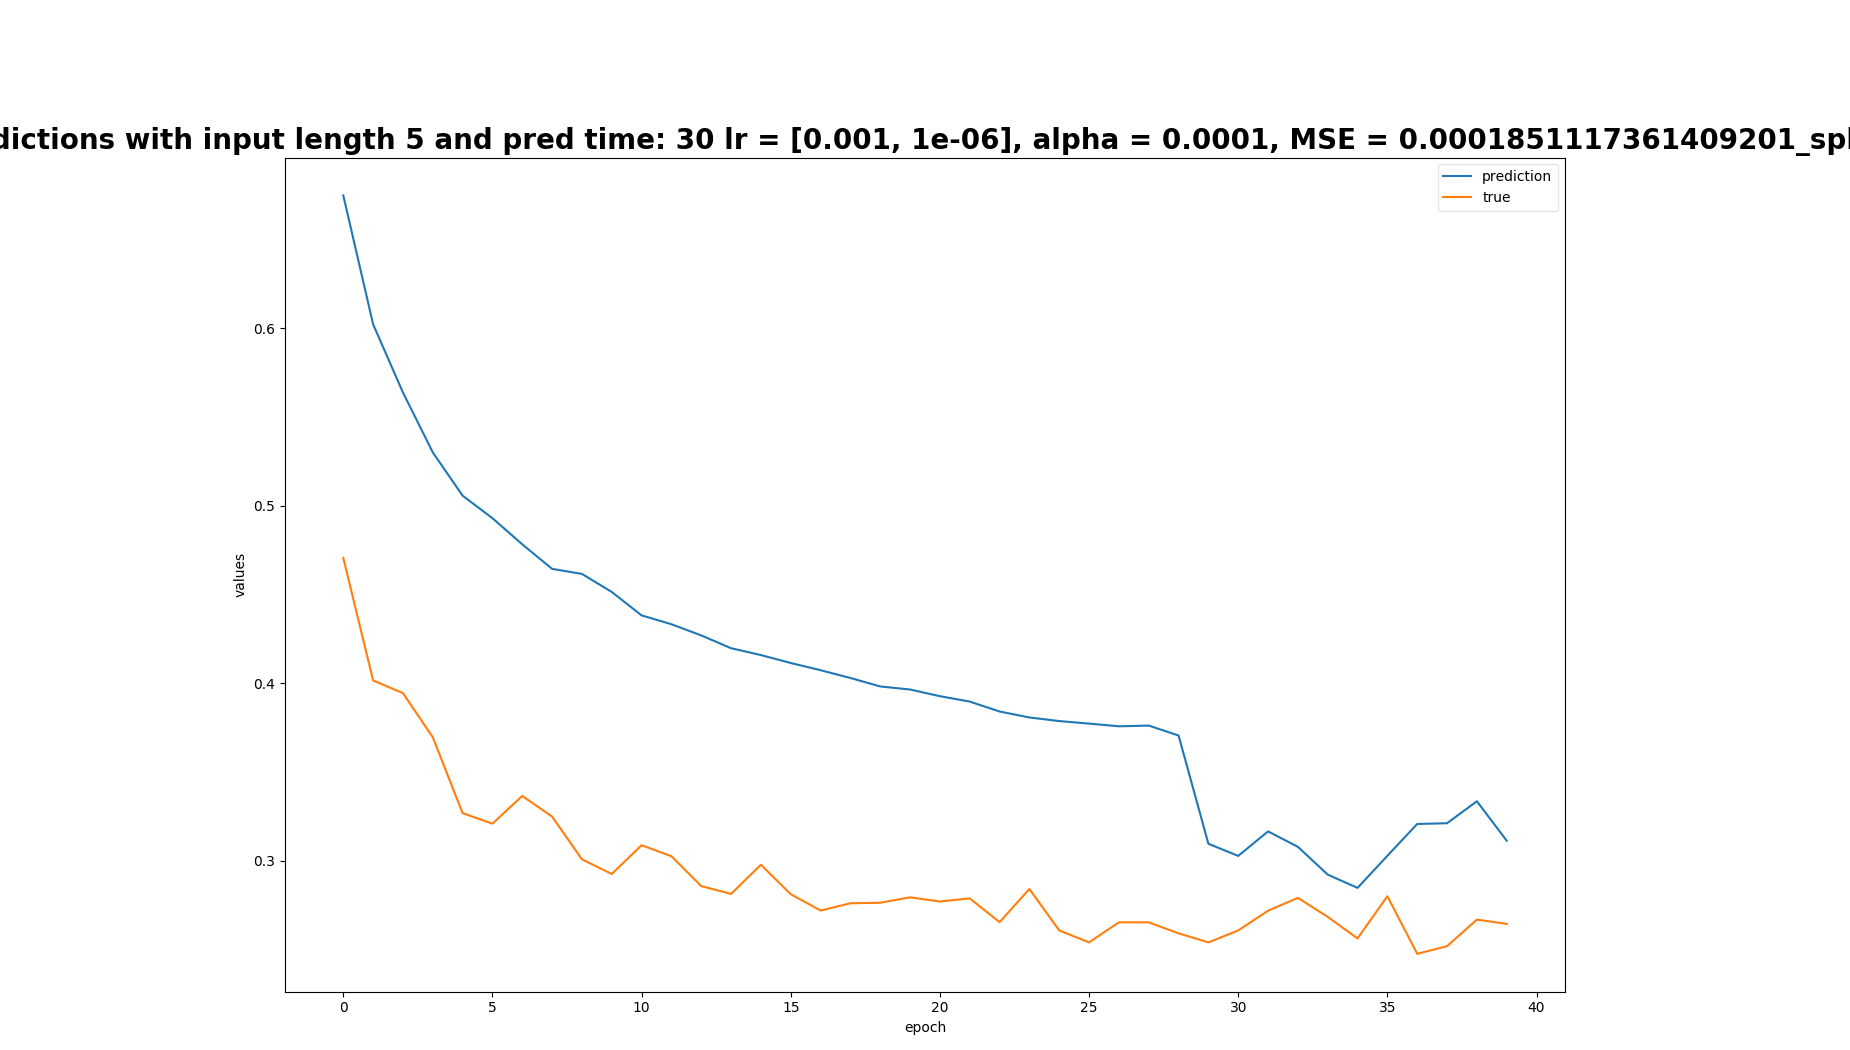 dictions with input length 5 and pred time: 30 lr = [0.001, 1e-06], alpha = 0.0001, MSE = 0.0001851117361409201_spl
prediction
true
0.6
0.5
0.4
0.3
values
0 5 10 15 20 25 30 35 40
epoch